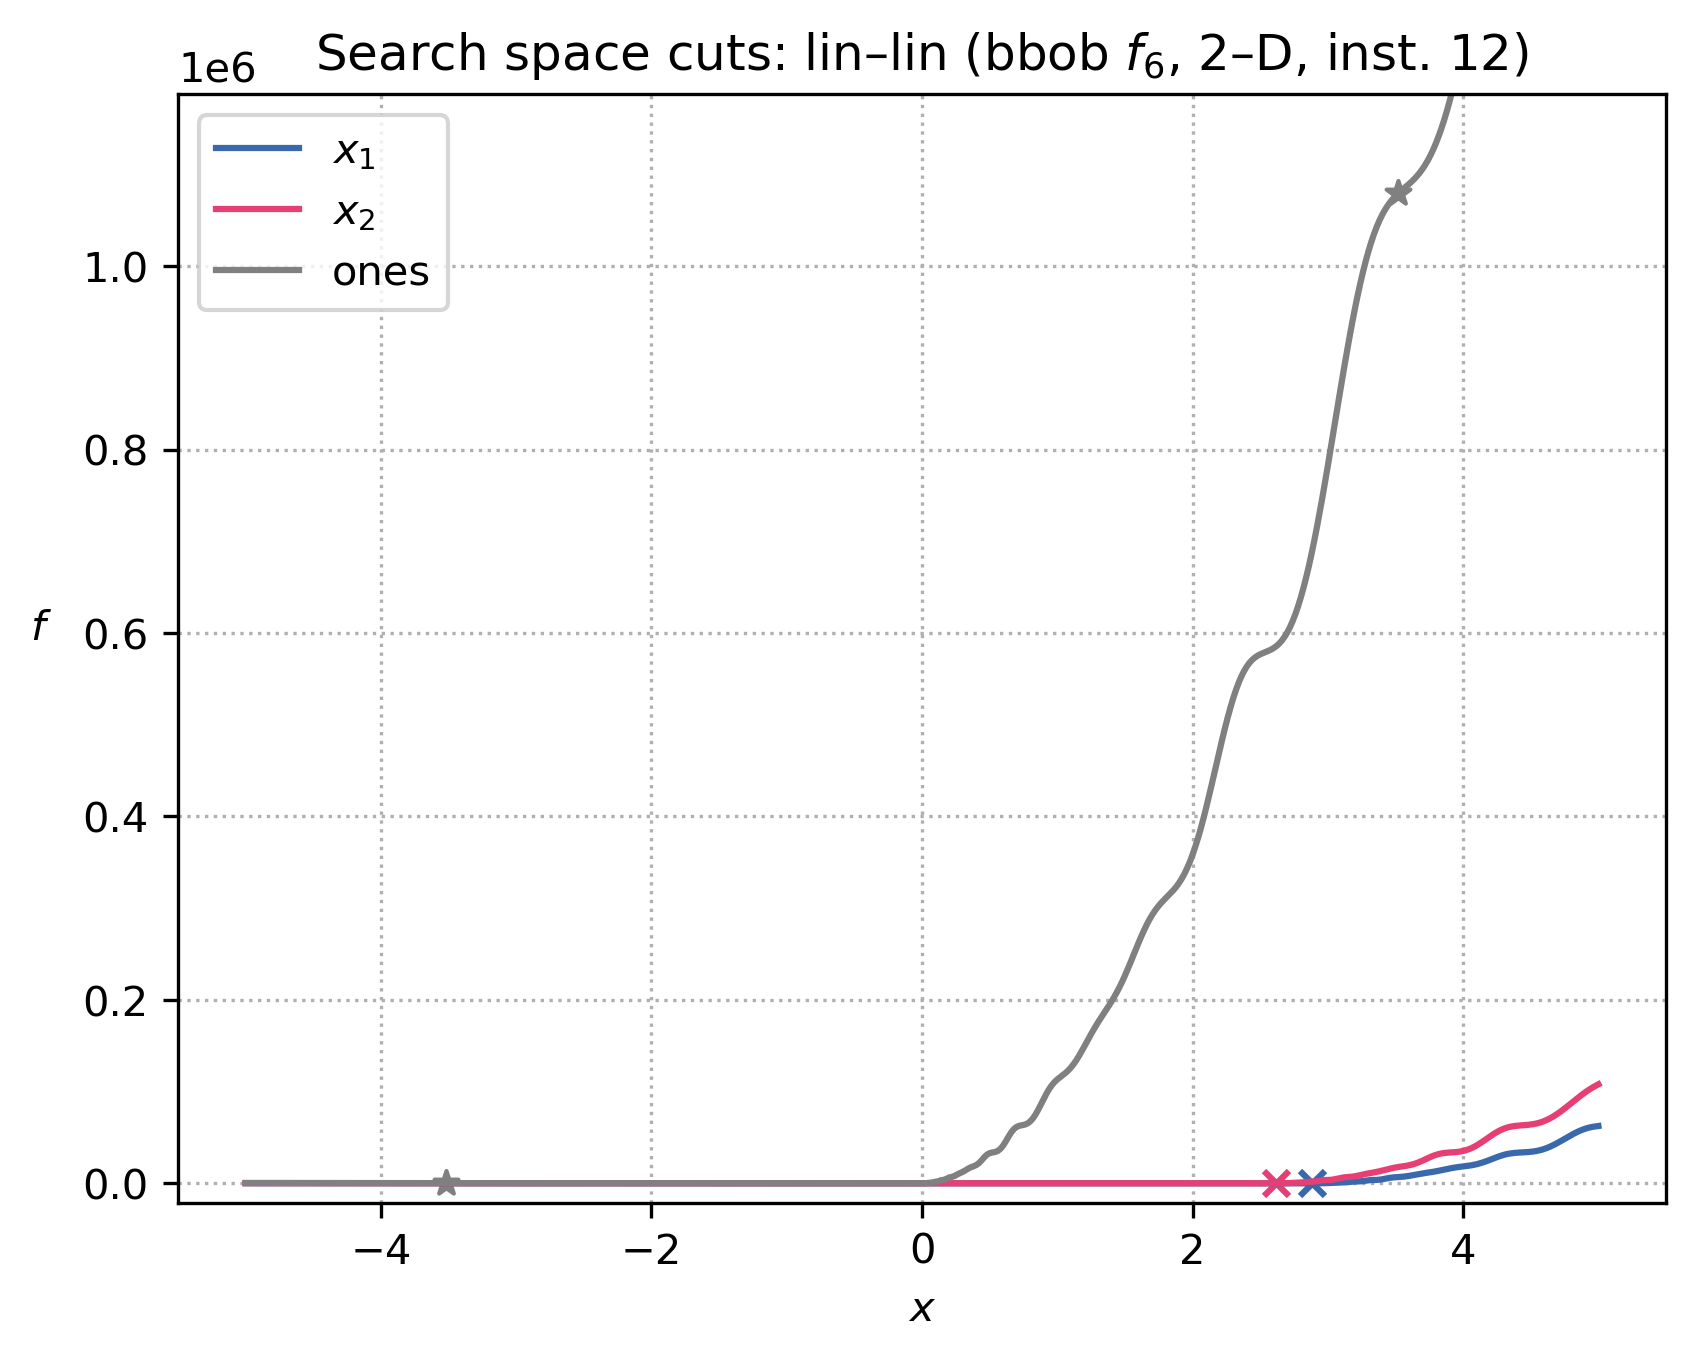 Search space cuts: lin–lin (bbob f₆, 2–D, inst. 12)
1e6
x₁
x₂
ones
1.0
0.8
0.6
0.4
0.2
0.0
f
−4 −2 0 2 4
x